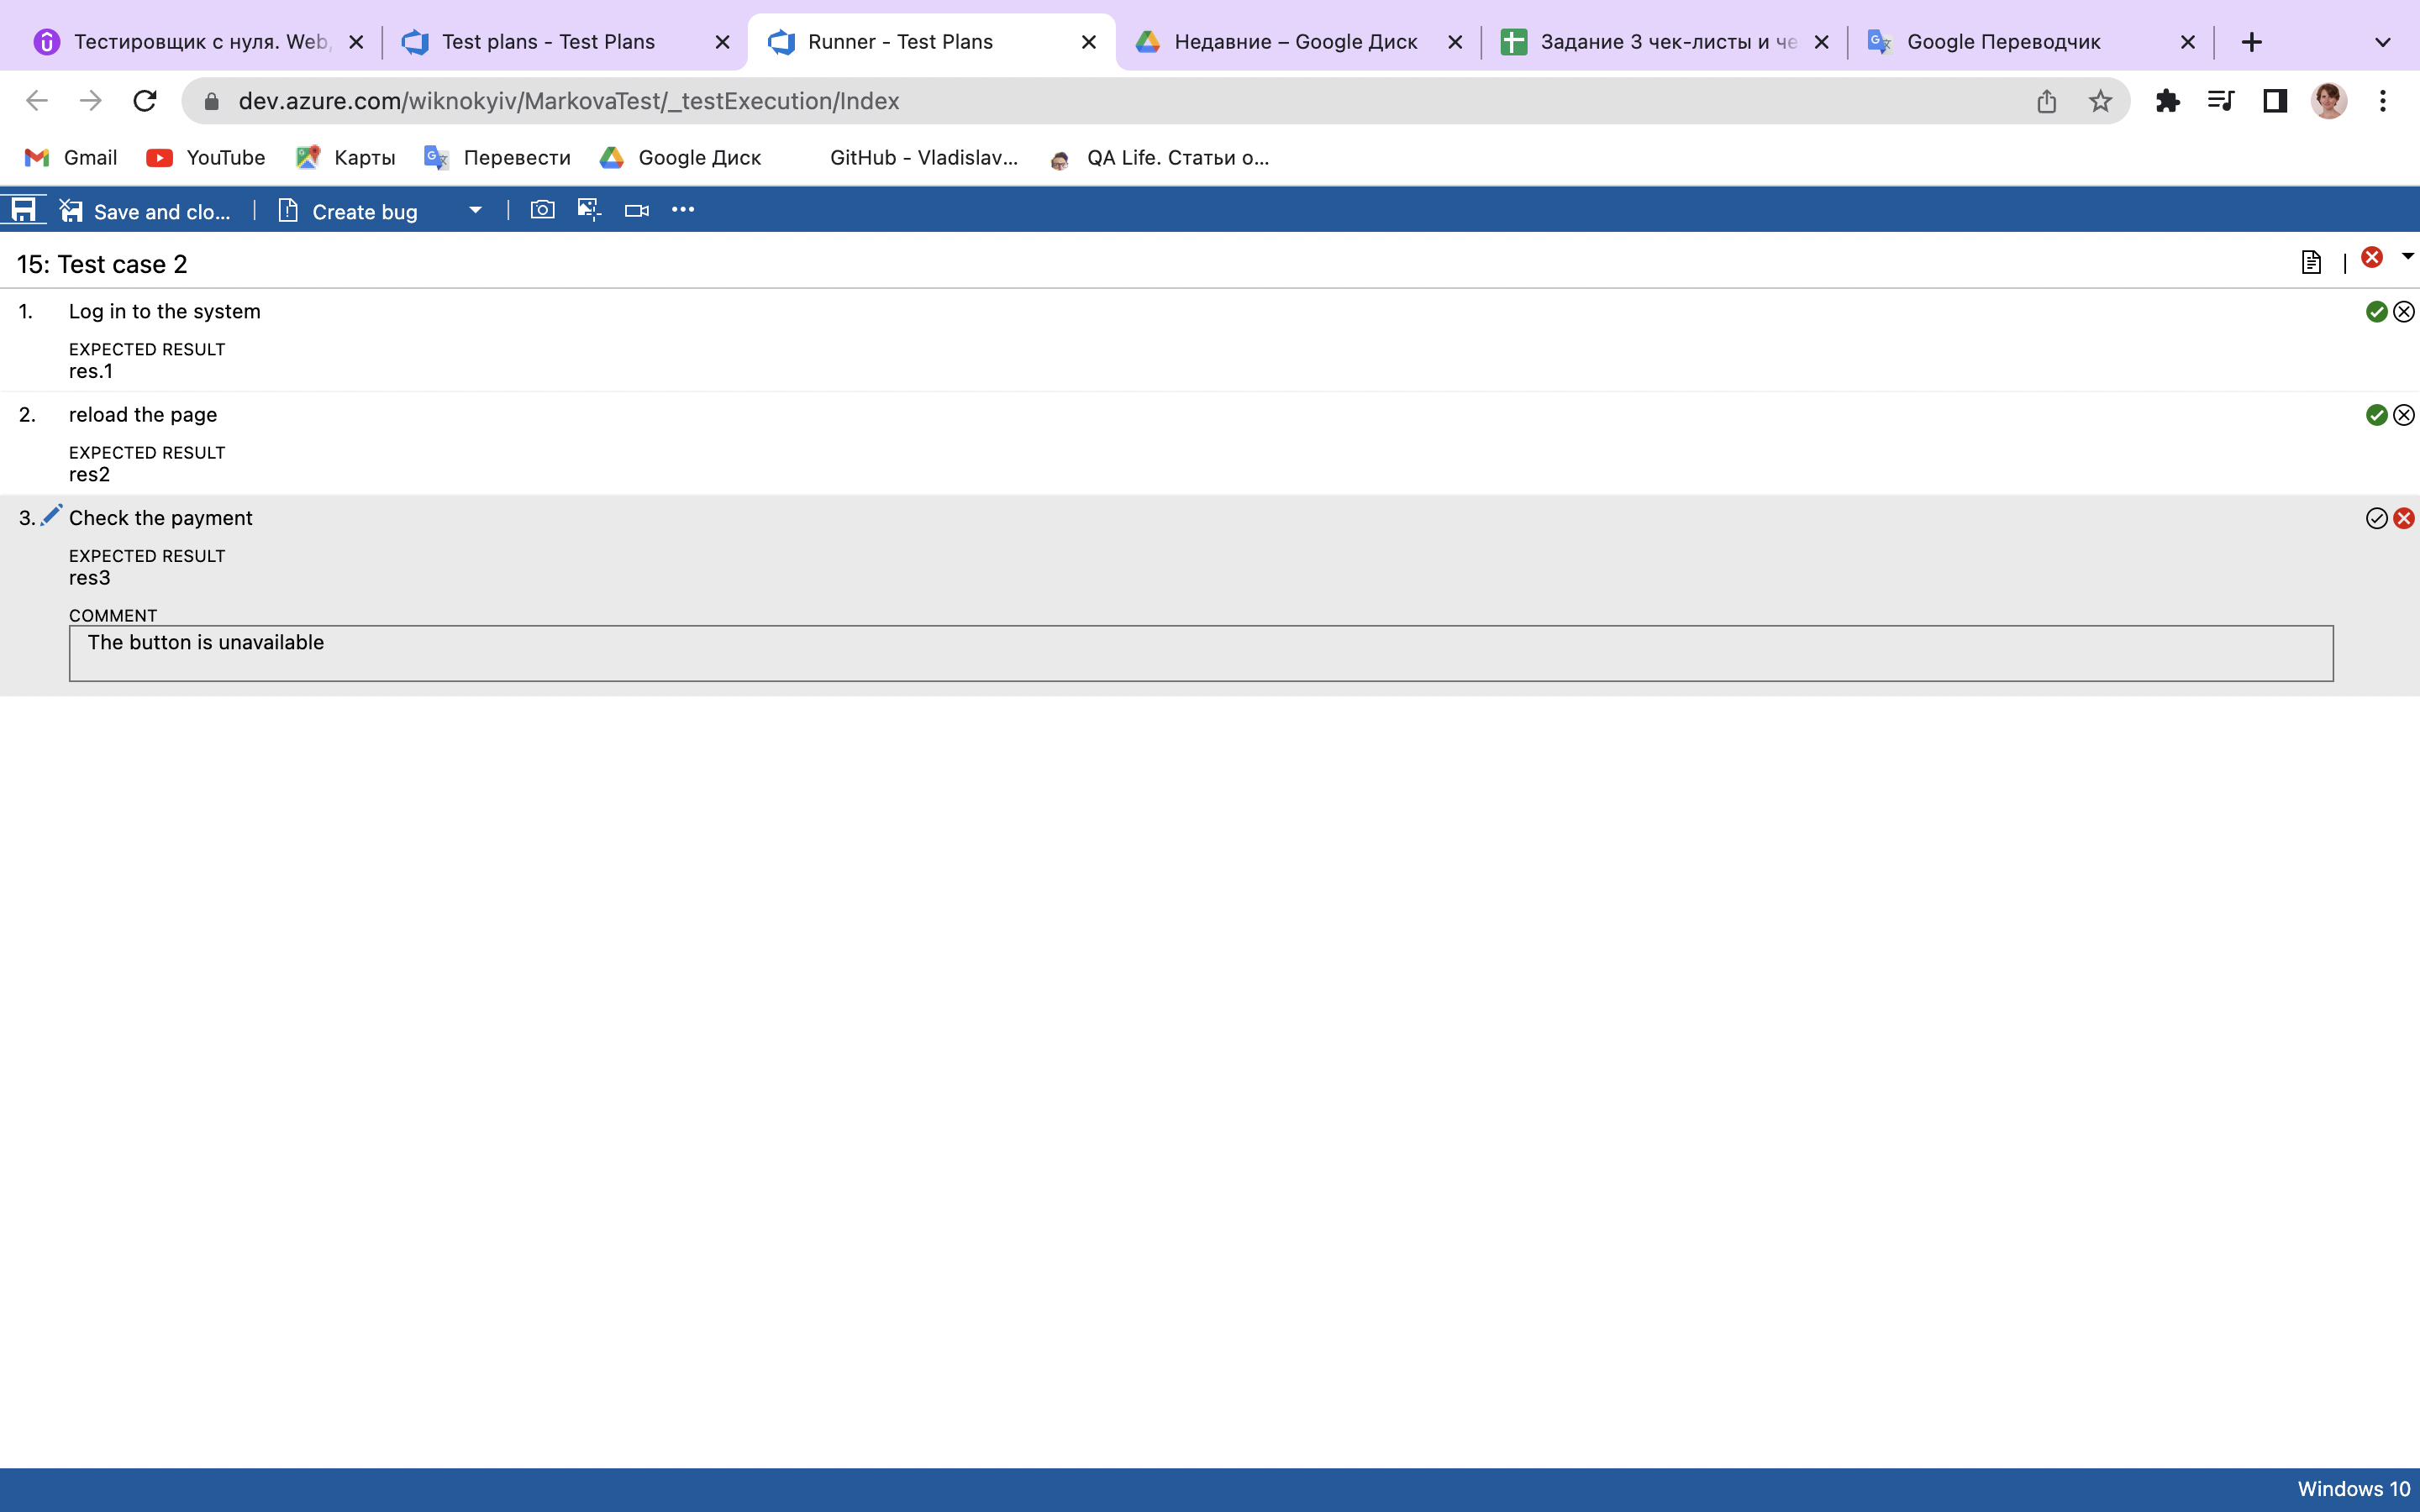 Тестировщик с нуля. Web,
Test plans - Test Plans
Runner - Test Plans
Недавние – Google Диск
Задание 3 чек-листы и че
Google Переводчик
dev.azure.com/wiknokyiv/MarkovaTest/_testExecution/Index
Gmail
YouTube
Карты
Перевести
Google Диск
GitHub - Vladislav...
QA Life. Статьи о...
Save and clo...
Create bug
15: Test case 2
1. Log in to the system
EXPECTED RESULT
res.1
2. reload the page
EXPECTED RESULT
res2
3. Check the payment
EXPECTED RESULT
res3
COMMENT
The button is unavailable
Windows 10